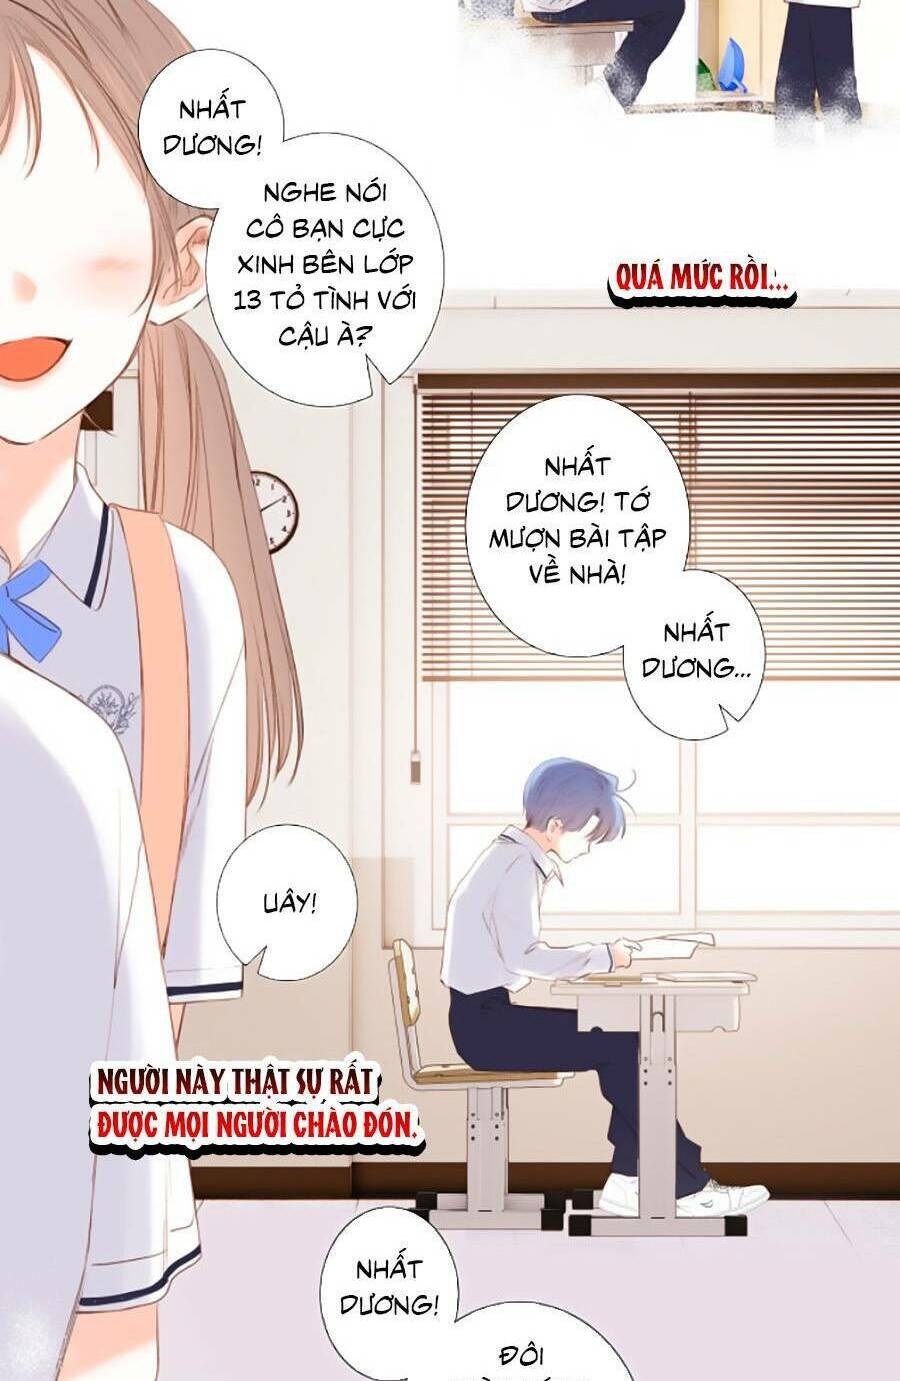 NHẤT
DƯƠNG!
NGHE NÓI
CÔ BẠN CỰC
XINH BÊN LỚP
13 TỎ TÌNH VỚI
CẬU À?
QUÁ MỨC RỒI...
NHẤT
DƯƠNG! TỚ
MƯỢN BÀI TẬP
VỀ NHÀ!
NHẤT
DƯƠNG...
UÂY!
NGƯỜI NÀY THẬT SỰ RẤT
ĐƯỢC MỌI NGƯỜI CHÀO ĐÓN.
NHẤT
DƯƠNG!
ĐÔI